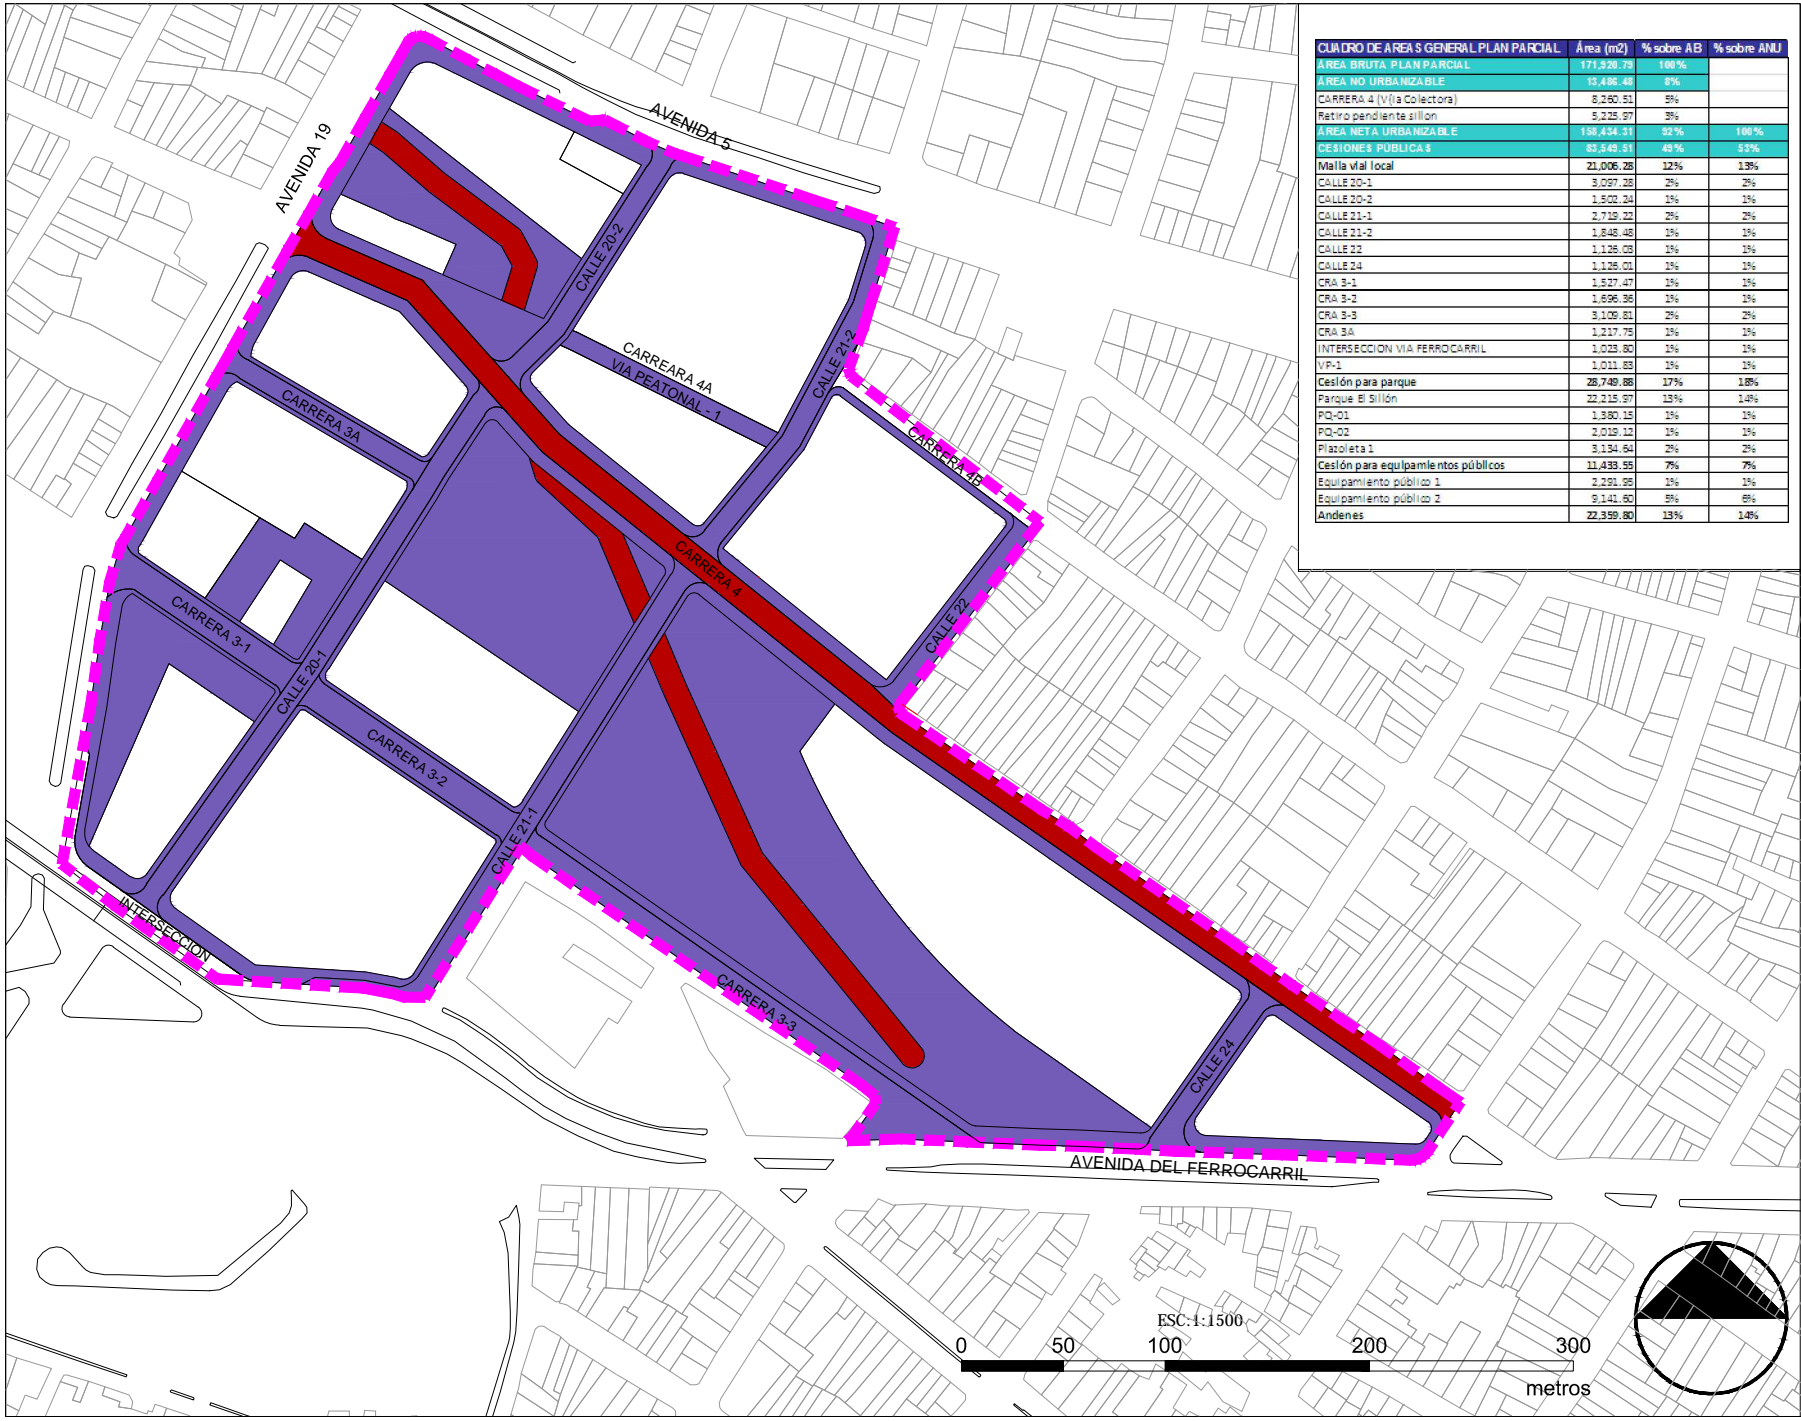 CUADRO DE AREAS GENERAL PLAN PARCIAL Área (m2) % sobre AB % sobre ANU
ÁREA BRUTA PLAN PARCIAL 171,920.79 100%
ÁREA NO URBANIZABLE 13,486.48 8%
CARRERA 4 (V{Ia Colectora) 8,260.51 5%
Retiro pendiente sillon 5,225.97 3%
ÁREA NETA URBANIZABLE 158,434.31 92% 100%
CESIONES PÚBLICAS 83,549.51 49% 53%
Malla vial local 21,006.28 12% 13%
CALLE 20-1 3,097.28 2% 2%
CALLE 20-2 1,502.24 1% 1%
CALLE 21-1 2,719.22 2% 2%
CALLE 21-2 1,848.48 1% 1%
CALLE 22 1,126.03 1% 1%
CALLE 24 1,126.01 1% 1%
CRA 3-1 1,527.47 1% 1%
CRA 3-2 1,696.36 1% 1%
CRA 3-3 3,109.81 2% 2%
CRA 3A 1,217.75 1% 1%
INTERSECCION VIA FERROCARRIL 1,023.80 1% 1%
VP-1 1,011.83 1% 1%
Cesión para parque 28,749.88 17% 18%
Parque El Sillón 22,215.97 13% 14%
PQ-01 1,380.15 1% 1%
PQ-02 2,019.12 1% 1%
Plazoleta 1 3,134.64 2% 2%
Cesión para equipamientos públicos 11,433.55 7% 7%
Equipamiento público 1 2,291.95 1% 1%
Equipamiento público 2 9,141.60 5% 6%
Andenes 22,359.80 13% 14%
AVENIDA 5
AVENIDA 19
CALLE 20-2
CARREARA 4A
VIA PEATONAL - 1
CALLE 21-2
CARRERA 3A
CARRERA 4B
CARRERA 4
CARRERA 3-1
CALLE 22
CALLE 20-1
CARRERA 3-2
CALLE 21-1
INTERSECCION
CARRERA 3-3
CALLE 24
AVENIDA DEL FERROCARRIL
ESC:1:1500
0 50 100 200 300
metros